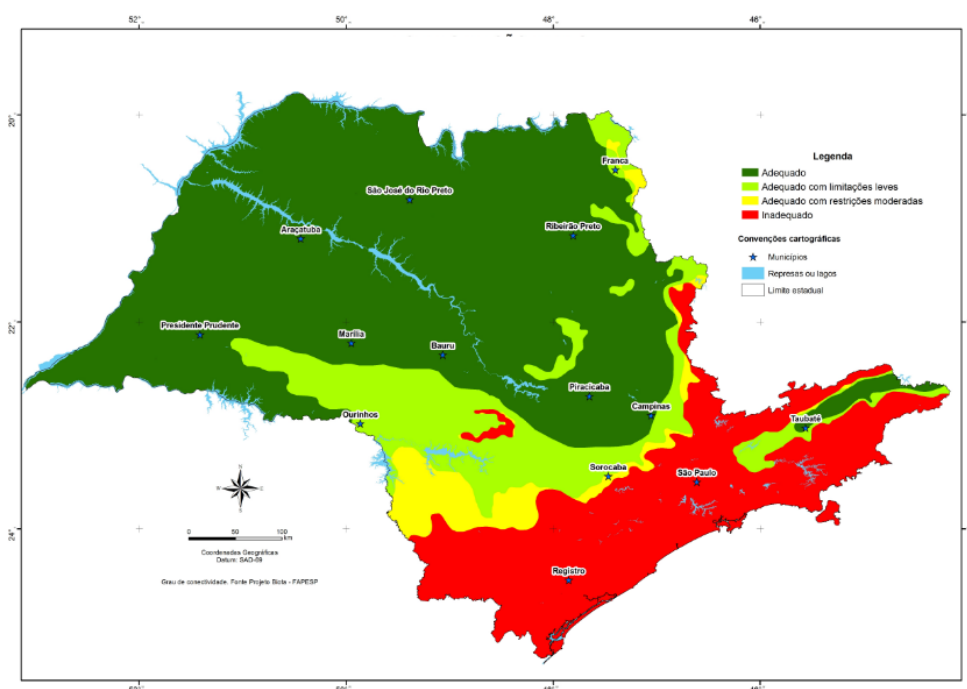 52°
50°
48°
46°
20°
Franca
Legenda
Adequado
Adequado com limitações leves
Adequado com restrições moderadas
Inadequado
São José do Rio Preto
Araçatuba
Ribeirão Preto
Convenções cartográficas
Municípios
Represas ou lagos
Limite estadual
22°
Presidente Prudente
Marília
Bauru
Piracicaba
Campinas
Ourinhos
Taubaté
Sorocaba
São Paulo
24°
0 50 100
km
Coordenadas Geográficas
Datum: SAD-69
Registro
Grau de conectividade. Fonte Projeto Biota - FAPESP